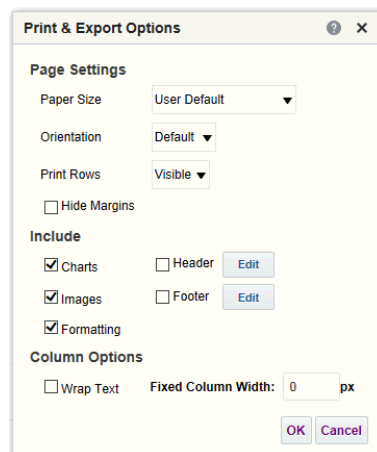 Print & Export Options
Page Settings
Paper Size User Default
Orientation Default
Print Rows Visible
Hide Margins
Include
Charts Header Edit
Images Footer Edit
Formatting
Column Options
Wrap Text Fixed Column Width: 0 px
OK Cancel